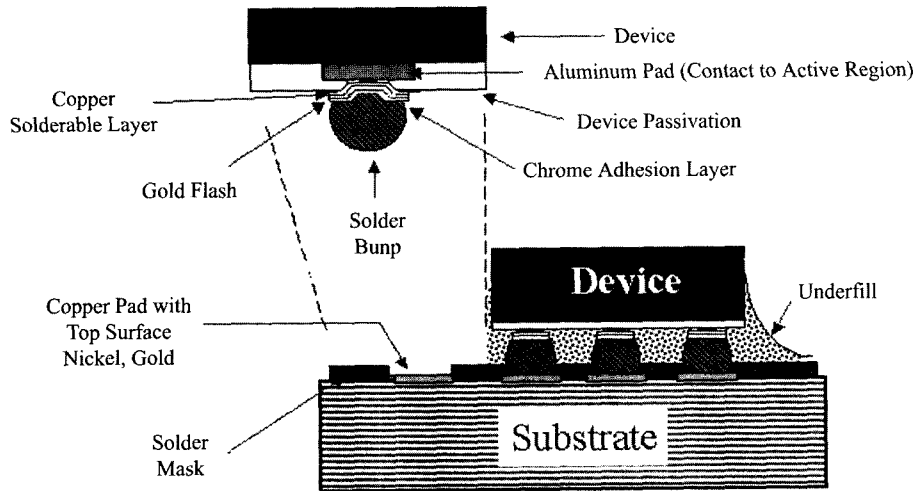 Device
Aluminum Pad (Contact to Active Region)
Copper
Solderable Layer
Device Passivation
Gold Flash
Chrome Adhesion Layer
Solder
Bunp
Device
Underfill
Copper Pad with
Top Surface
Nickel, Gold
Solder
Mask
Substrate